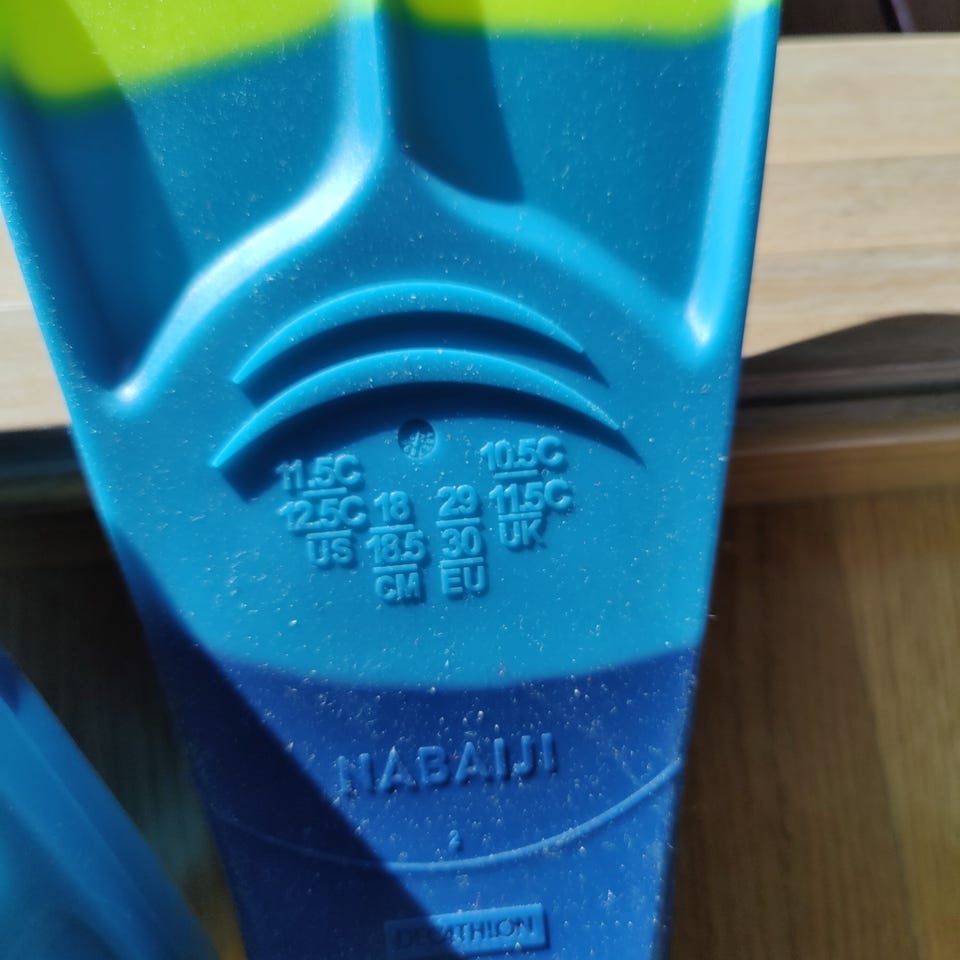 11.5C
12.5C
US
18
18.5
CM
29
30
EU
10.5C
11.5C
UK
NABAIJI
2
DECATHLON